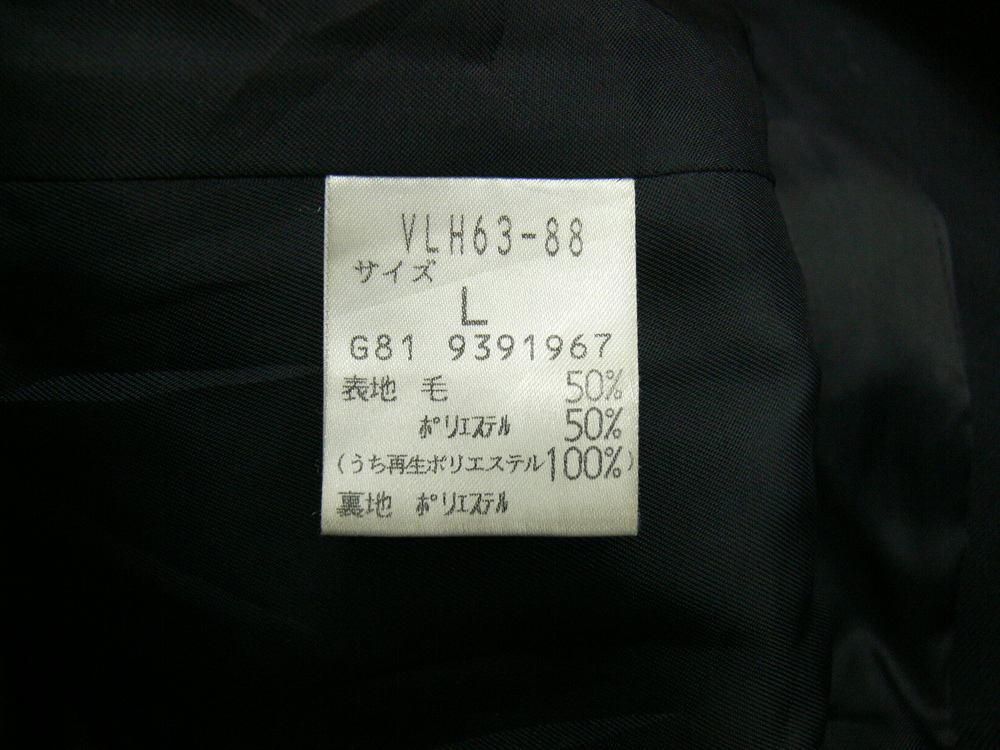 VLH63-88
サイズ
L
G81 9391967
表地 毛 50%
ﾎﾟﾘｴｽﾃﾙ 50%
(うち再生ポリエステル100%)
裏地 ﾎﾟﾘｴｽﾃﾙ